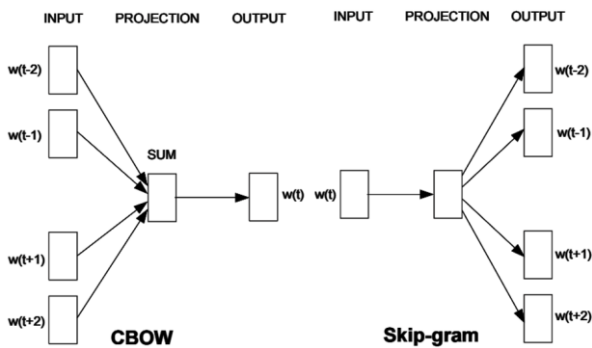 INPUT PROJECTION OUTPUT INPUT PROJECTION OUTPUT
w(t-2)
w(t-1)
SUM
w(t)
w(t+1)
w(t+2)
CBOW
w(t)
w(t-2)
w(t-1)
w(t+1)
w(t+2)
Skip-gram